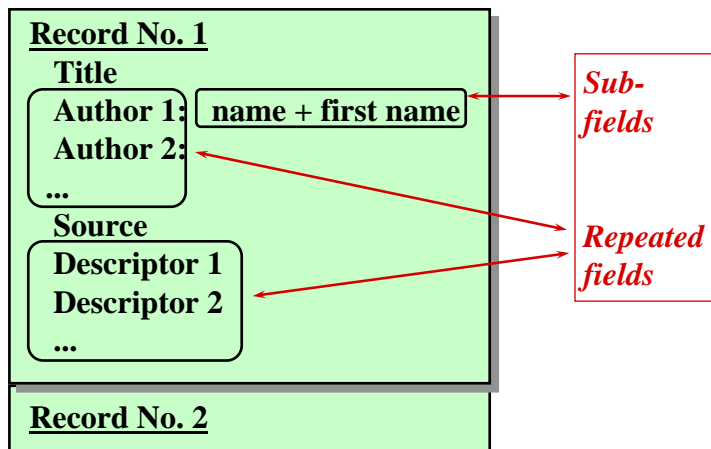 Record No. 1
Title
Author 1: name + first name
Author 2:
...
Source
Descriptor 1
Descriptor 2
...
Record No. 2
Sub-
fields
Repeated
fields